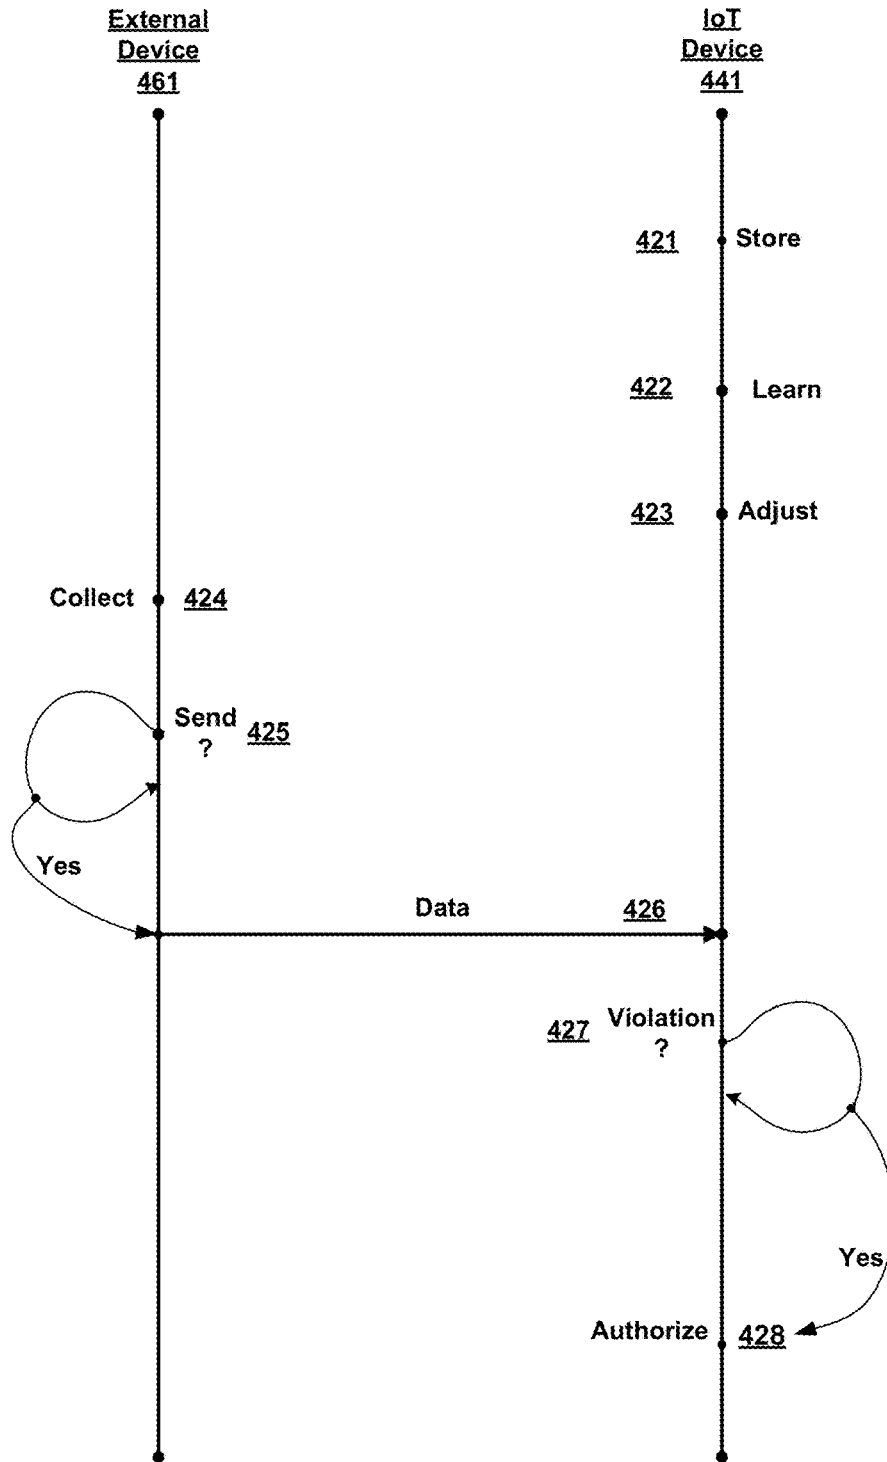 External
Device
461
IoT
Device
441
421 Store
422 Learn
423 Adjust
Collect 424
Send 425
?
Yes
Data 426
427 Violation
?
Yes
Authorize 428